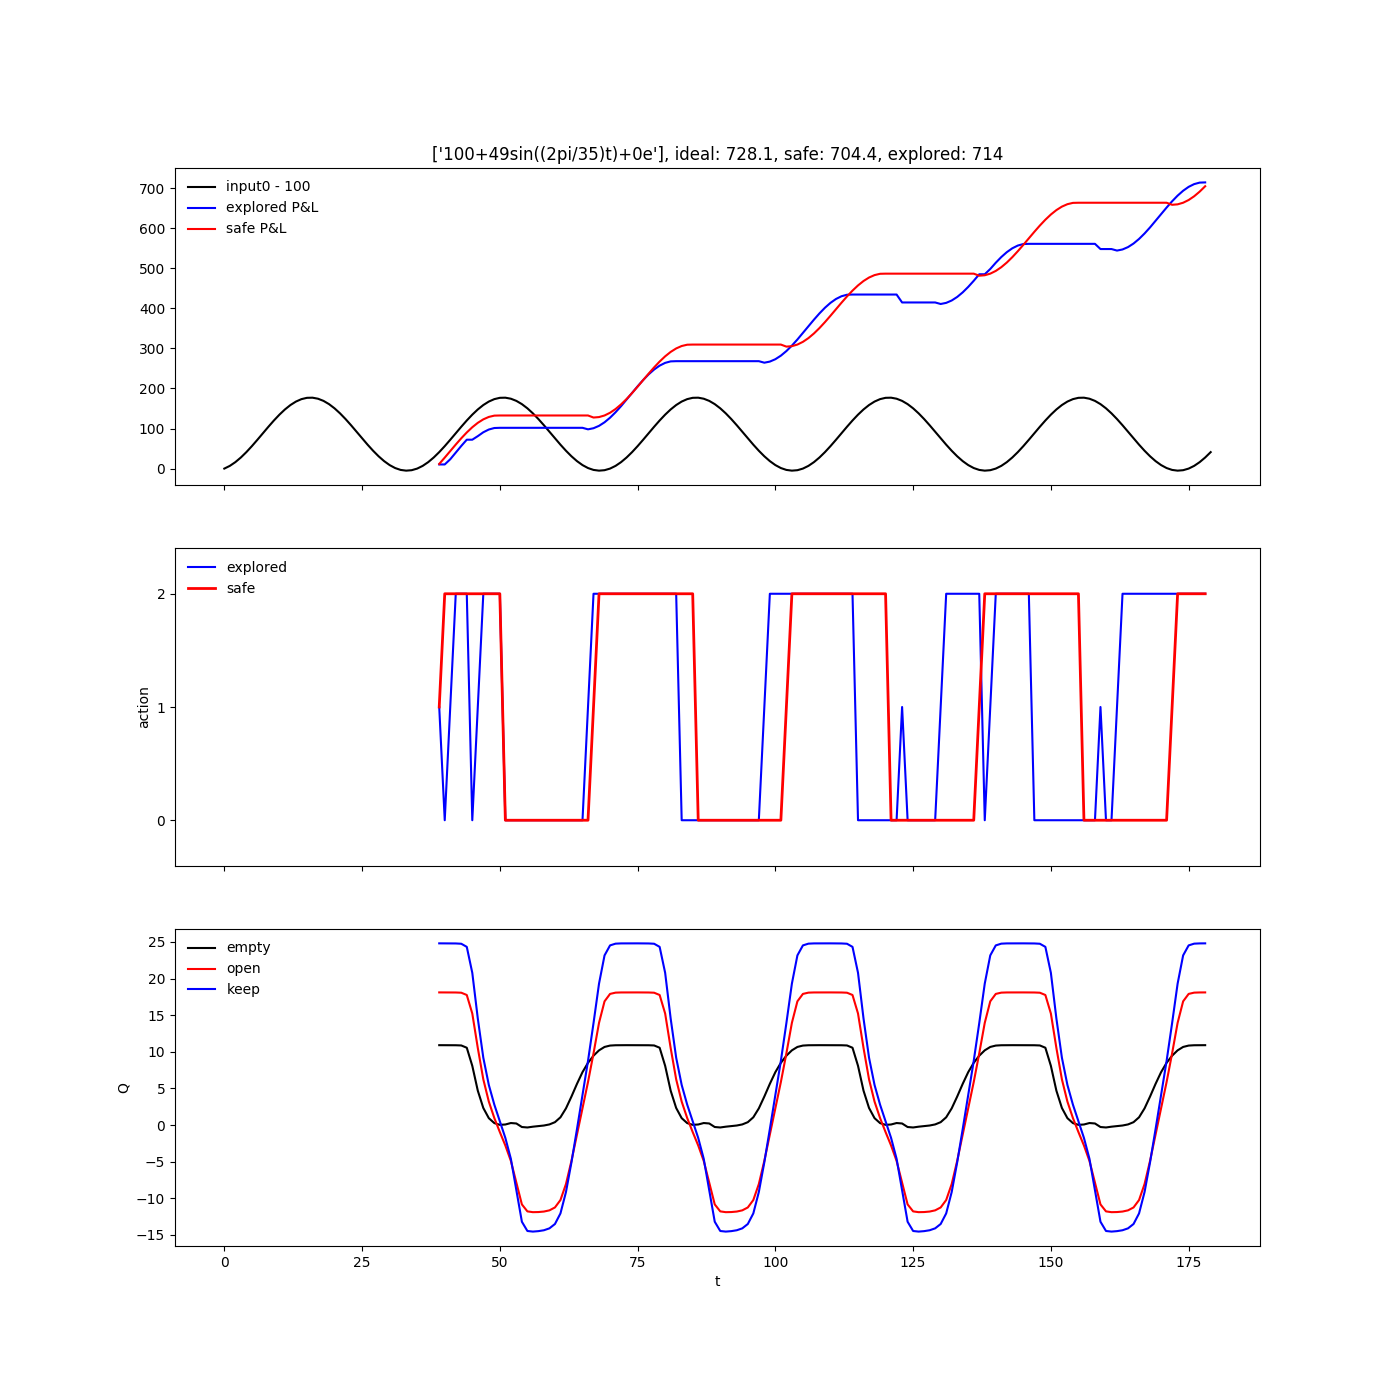 ['100+49sin((2pi/35)t)+0e'], ideal: 728.1, safe: 704.4, explored: 714
700
600
500
400
300
200
100
0
input0 - 100
explored P&L
safe P&L
action
2
1
0
explored
safe
Q
25
20
15
10
5
0
−5
−10
−15
empty
open
keep
0 25 50 75 100 125 150 175
t